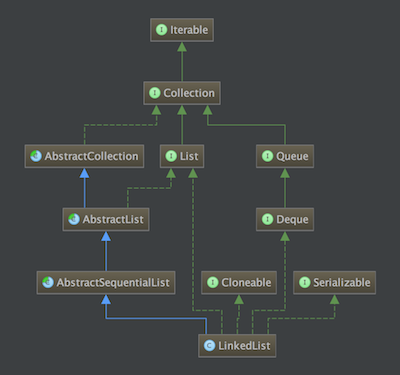 Iterable
Collection
AbstractCollection
List
Queue
AbstractList
Deque
AbstractSequentialList
Cloneable
Serializable
LinkedList